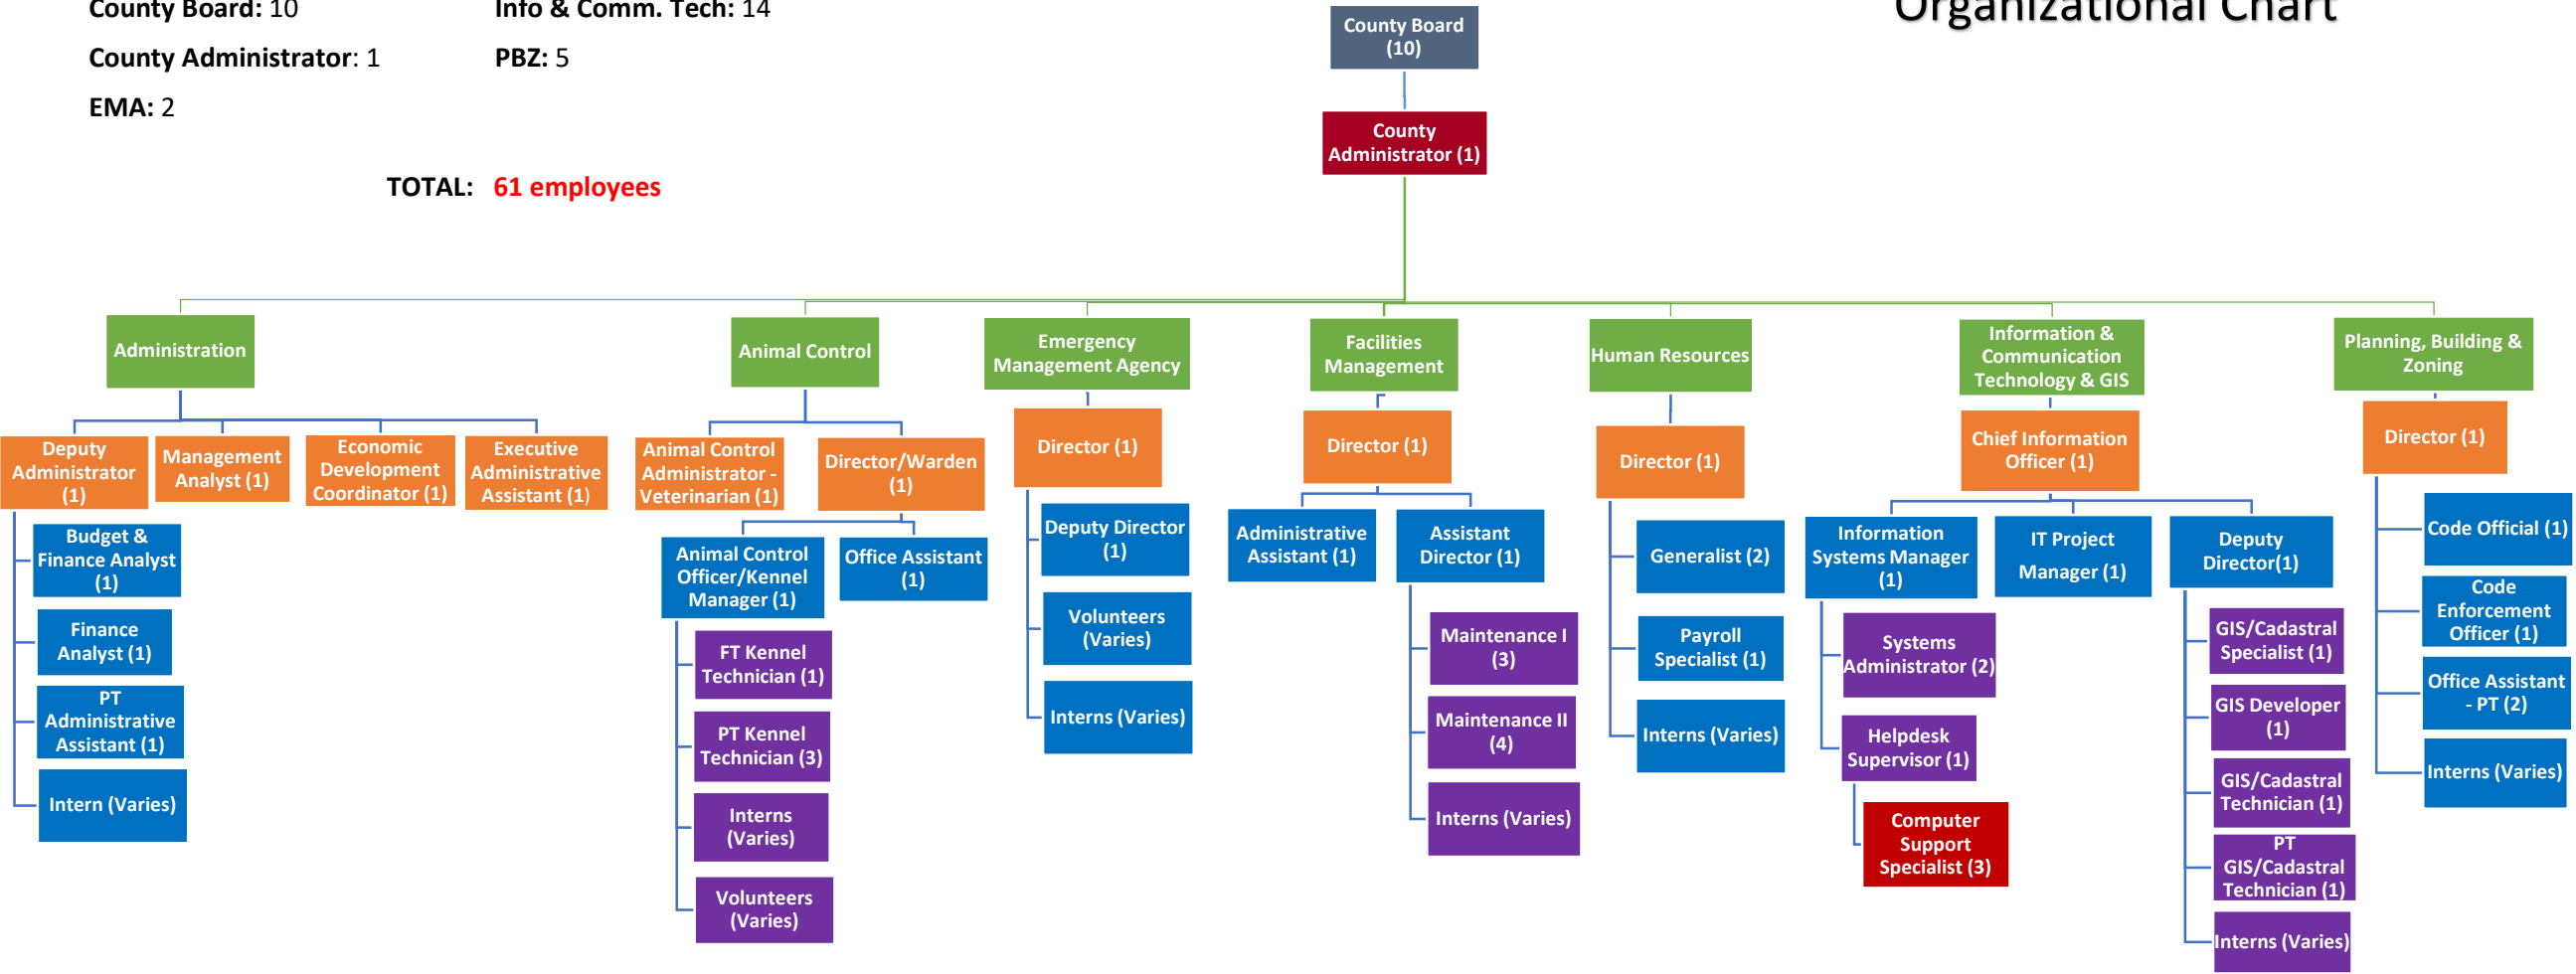 County Board: 10
Info & Comm. Tech: 14
Organizational Chart
County Administrator: 1
PBZ: 5
EMA: 2
TOTAL: 61 employees
County Board
(10)
County
Administrator (1)
Administration
Animal Control
Emergency
Management Agency
Facilities
Management
Human Resources
Information &
Communication
Technology & GIS
Planning, Building &
Zoning
Deputy
Administrator
(1)
Management
Analyst (1)
Economic
Development
Coordinator (1)
Executive
Administrative
Assistant (1)
Budget &
Finance Analyst
(1)
Finance
Analyst (1)
PT
Administrative
Assistant (1)
Intern (Varies)
Animal Control
Administrator -
Veterinarian (1)
Director/Warden
(1)
Animal Control
Officer/Kennel
Manager (1)
Office Assistant
(1)
FT Kennel
Technician (1)
PT Kennel
Technician (3)
Interns
(Varies)
Volunteers
(Varies)
Director (1)
Deputy Director
(1)
Volunteers
(Varies)
Interns (Varies)
Director (1)
Administrative
Assistant (1)
Assistant
Director (1)
Maintenance I
(3)
Maintenance II
(4)
Interns (Varies)
Director (1)
Generalist (2)
Payroll
Specialist (1)
Interns (Varies)
Chief Information
Officer (1)
Information
Systems Manager
(1)
IT Project
Manager (1)
Deputy
Director(1)
Systems
Administrator (2)
Helpdesk
Supervisor (1)
Computer
Support
Specialist (3)
GIS/Cadastral
Specialist (1)
GIS Developer
(1)
GIS/Cadastral
Technician (1)
PT
GIS/Cadastral
Technician (1)
Interns (Varies)
Director (1)
Code Official (1)
Code
Enforcement
Officer (1)
Office Assistant
- PT (2)
Interns (Varies)